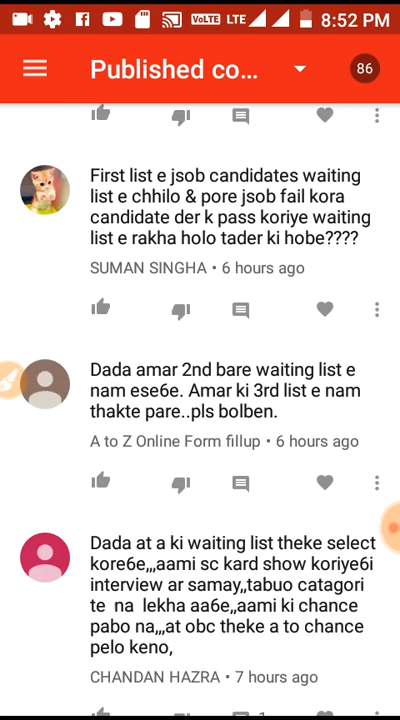 VoLTE LTE 8:52 PM
Published co... 86
First list e jsob candidates waiting
list e chhilo & pore jsob fail kora
candidate der k pass koriye waiting
list e rakha holo tader ki hobe????
SUMAN SINGHA • 6 hours ago
Dada amar 2nd bare waiting list e
nam ese6e. Amar ki 3rd list e nam
thakte pare..pls bolben.
A to Z Online Form fillup • 6 hours ago
Dada at a ki waiting list theke select
kore6e,,,aami sc kard show koriye6i
interview ar samay,,tabuo catagori
te na lekha aa6e,,aami ki chance
pabo na,,,at obc theke a to chance
pelo keno,
CHANDAN HAZRA • 7 hours ago